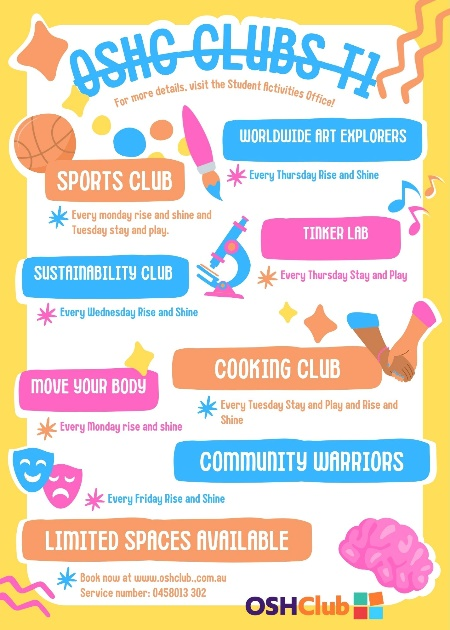 OSHC CLUBS T1
For more details, visit the Student Activities Office!
WORLDWIDE ART EXPLORERS
Every Thursday Rise and Shine
SPORTS CLUB
Every monday rise and shine and
Tuesday stay and play.
TINKER LAB
Every Thursday Stay and Play
SUSTAINABILITY CLUB
Every Wednesday Rise and Shine
COOKING CLUB
Every Tuesday Stay and Play and Rise and
Shine
MOVE YOUR BODY
Every Monday rise and shine
COMMUNITY WARRIORS
Every Friday Rise and Shine
LIMITED SPACES AVAILABLE
Book now at www.oshclub..com.au
Service number: 0458013 302
OSHClub